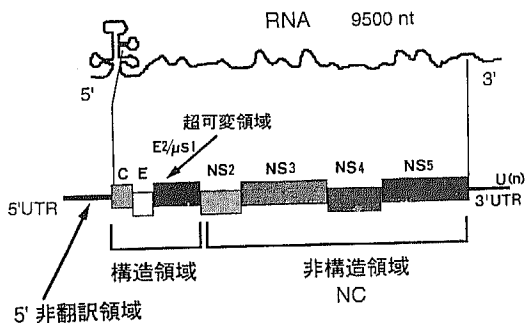 RNA 9500 nt
5'
3'
超可変領域
E2/μSI
C E NS2 NS3 NS4 NS5
U(n)
5'UTR
3'UTR
構造領域
非構造領域
NC
5' 非翻訳領域